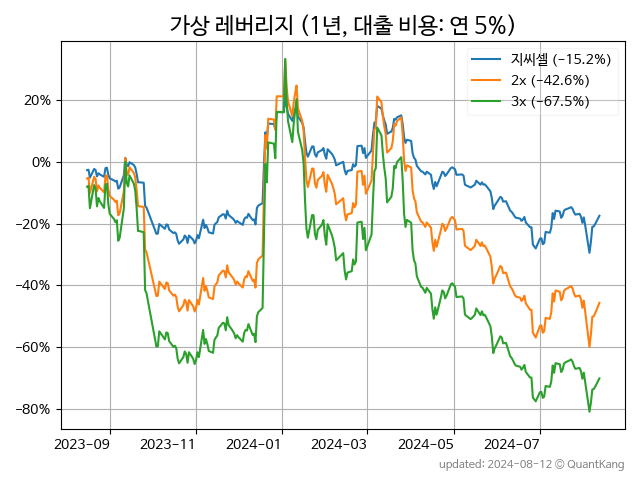 가상 레버리지 (1년, 대출 비용: 연 5%)
지씨셀 (−15.2%)
2x (−42.6%)
3x (−67.5%)
20%
0%
−20%
−40%
−60%
−80%
2023-09 2023-11 2024-01 2024-03 2024-05 2024-07
updated: 2024-08-12 © QuantKang